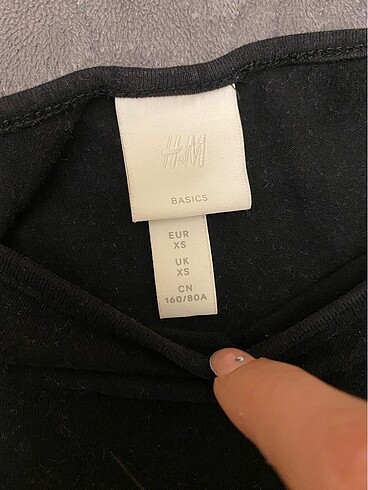 H&M
BASICS
EUR
XS
UK
XS
CN
160/80A